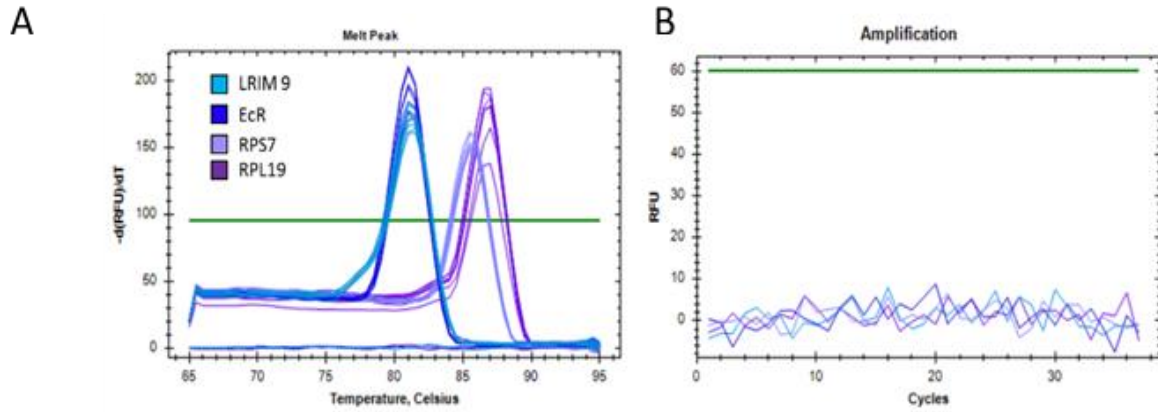 A
Melt Peak
200
150
100
50
0
-d(RFU)/dT
LRIM 9
EcR
RPS7
RPL19
65 70 75 80 85 90 95
Temperature, Celsius
B
Amplification
60
50
40
30
20
10
0
RFU
0 10 20 30
Cycles